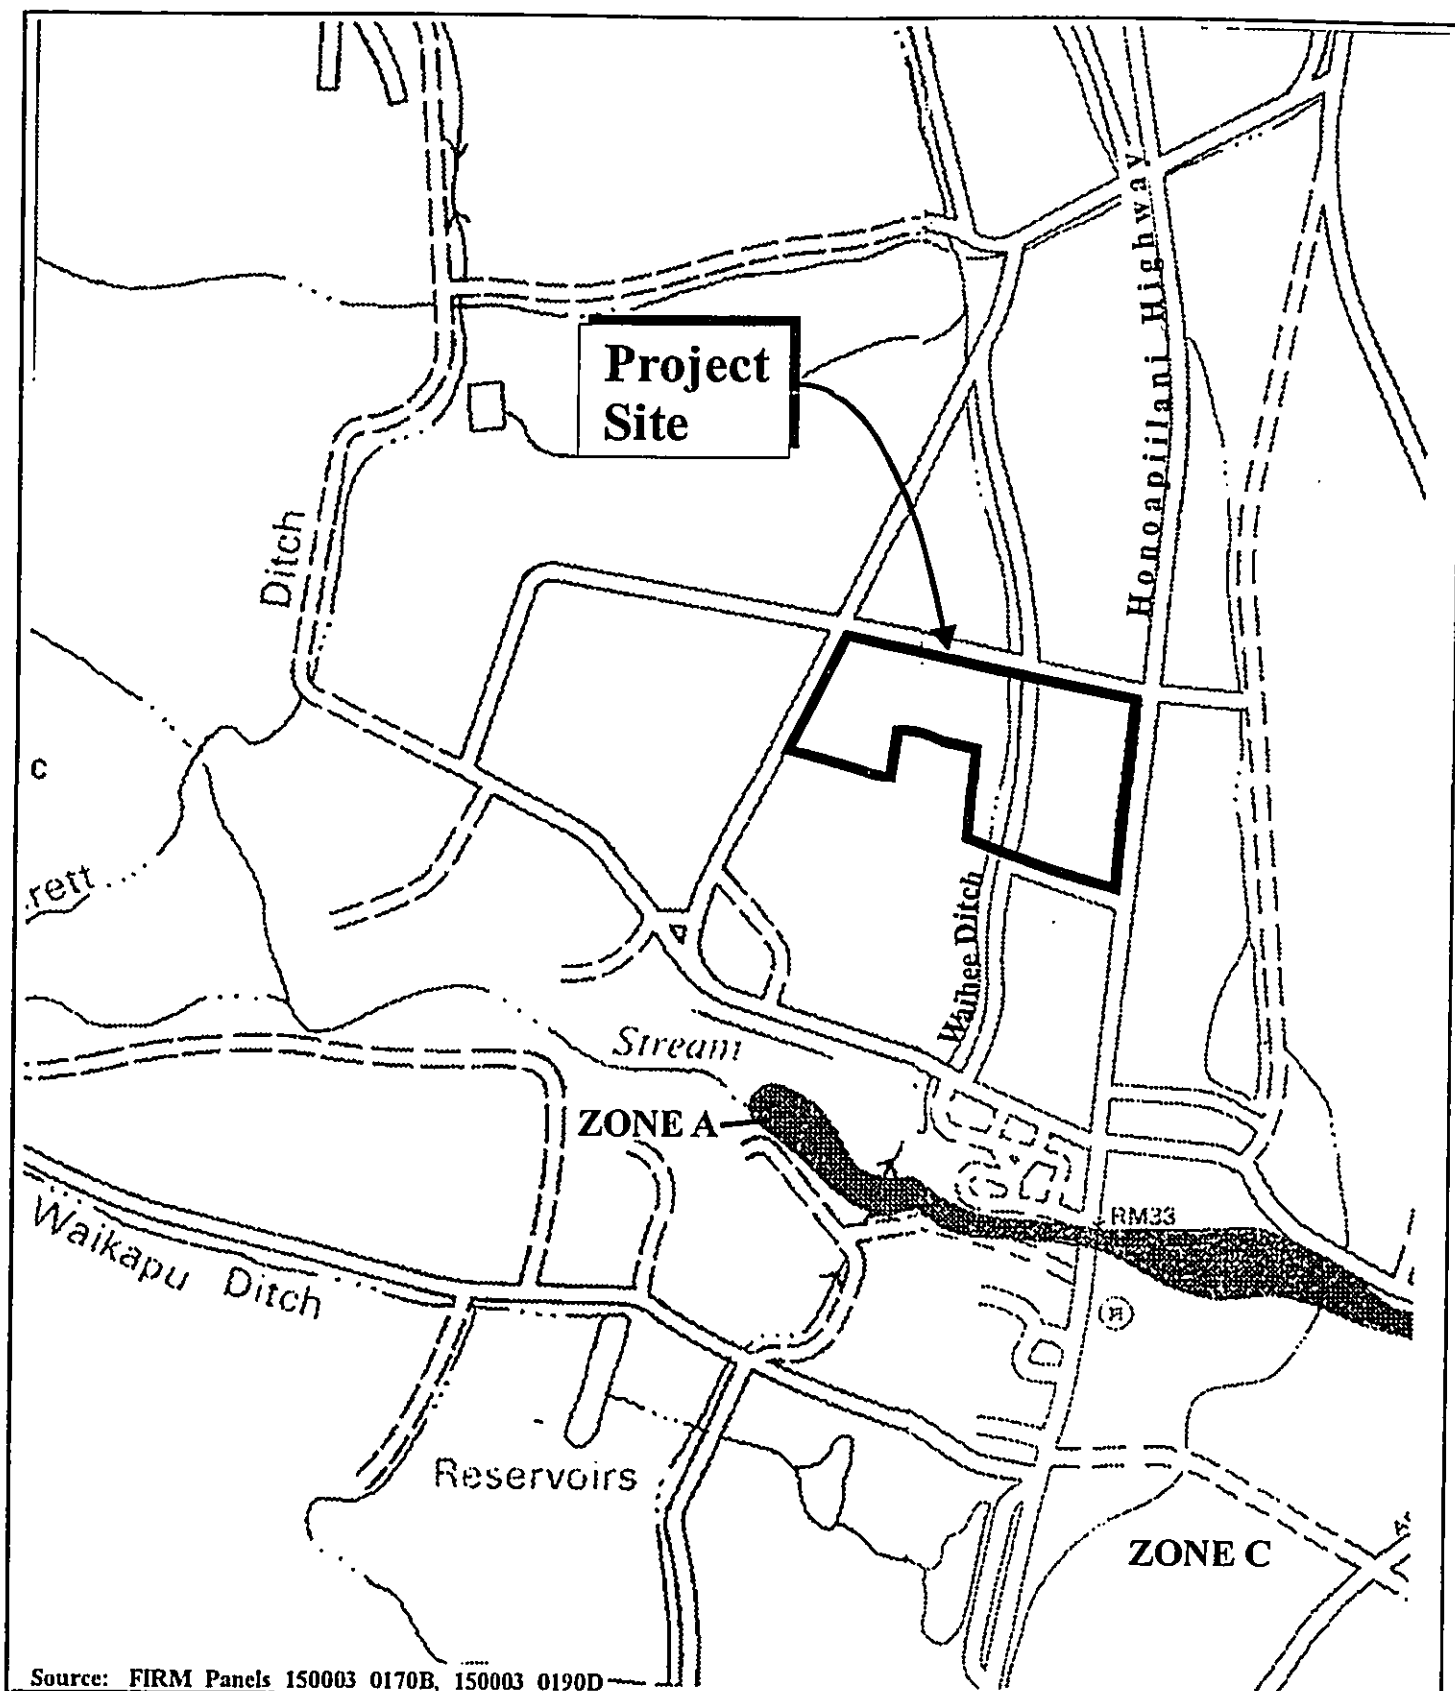 Project
Site
Honoapiilani Highway
Ditch
C
rett
Waihee Ditch
Stream
ZONE A
RM33
Waikapu Ditch
Reservoirs
ZONE C
Source: FIRM Panels 150003 0170B, 150003 0190D